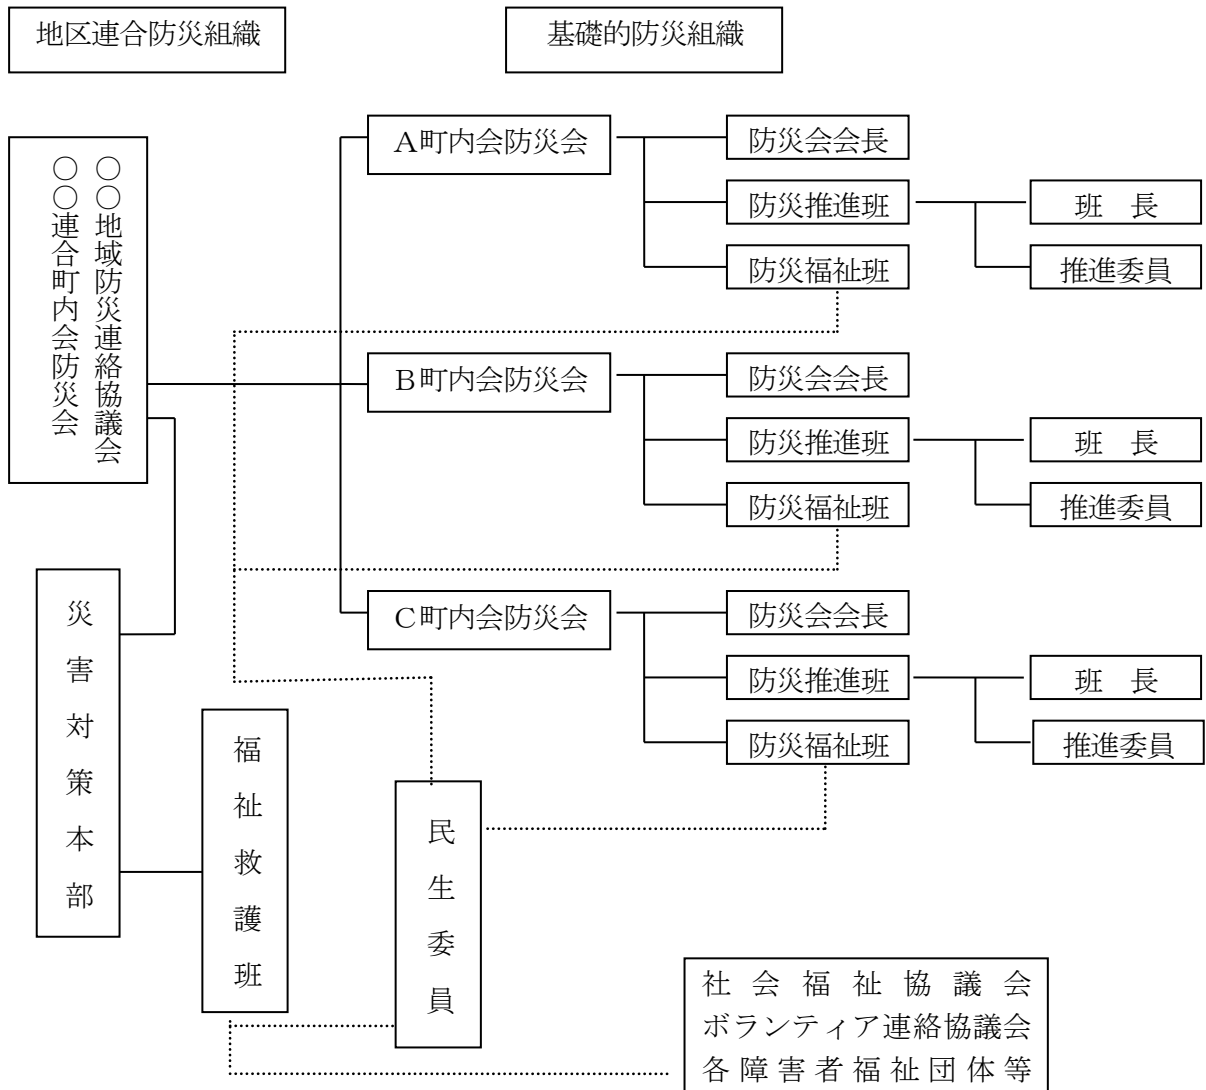 地区連合防災組織
基礎的防災組織
○○地域防災連絡協議会
○○連合町内会防災会
A町内会防災会
防災会会長
防災推進班
班　長
防災福祉班
推進委員
B町内会防災会
防災会会長
防災推進班
班　長
防災福祉班
推進委員
C町内会防災会
防災会会長
防災推進班
班　長
防災福祉班
推進委員
災害対策本部
福祉救護班
民生委員
社会福祉協議会
ボランティア連絡協議会
各障害者福祉団体等